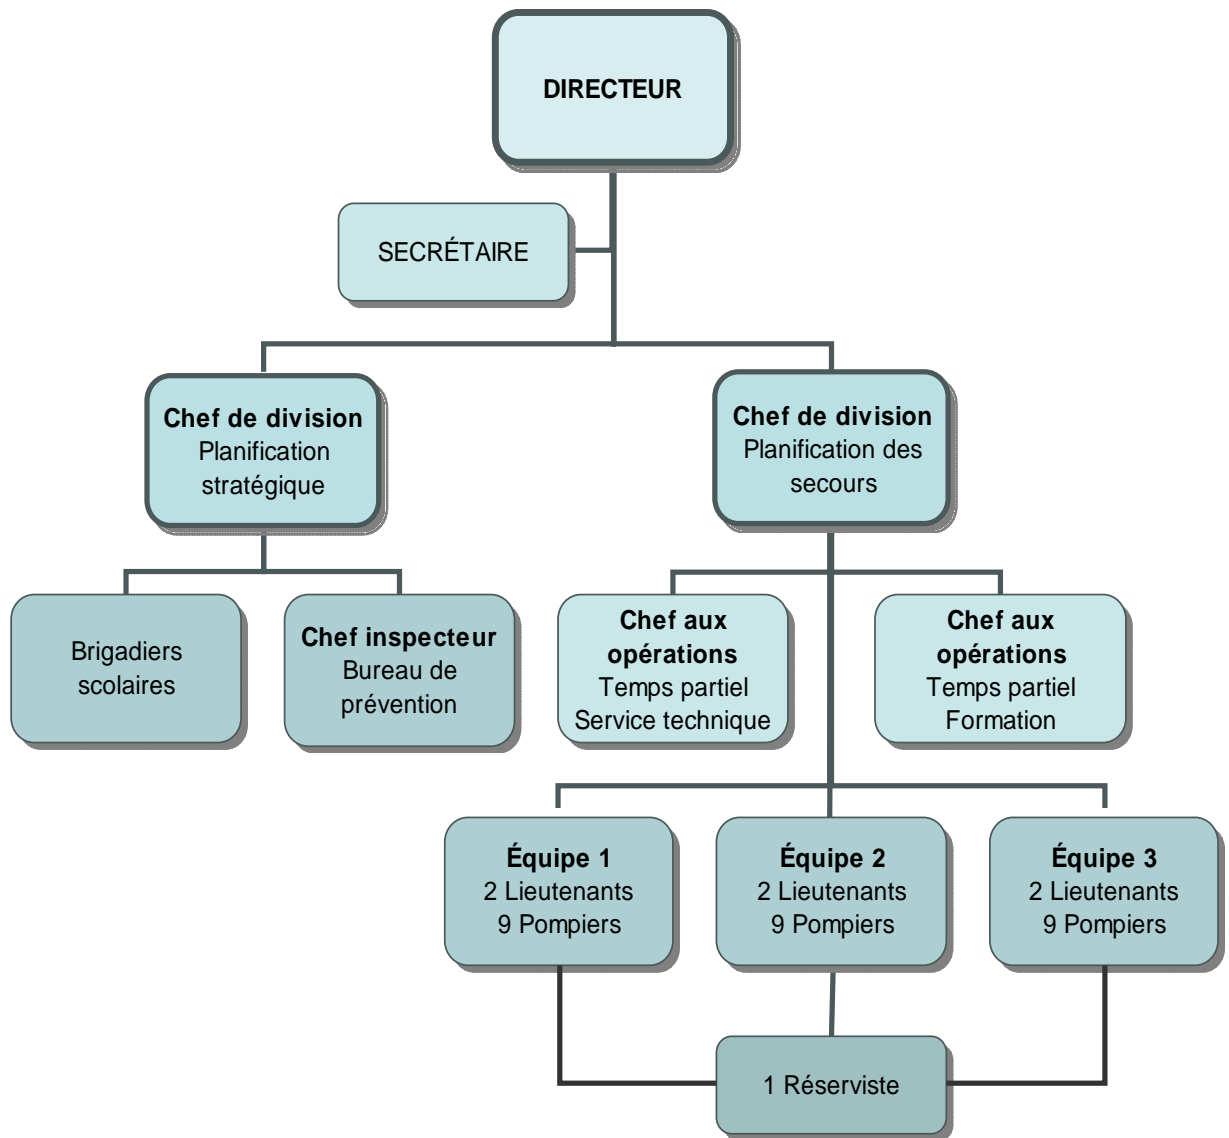 DIRECTEUR
SECRÉTAIRE
Chef de division
Planification
stratégique
Chef de division
Planification des
secours
Brigadiers
scolaires
Chef inspecteur
Bureau de
prévention
Chef aux
opérations
Temps partiel
Service technique
Chef aux
opérations
Temps partiel
Formation
Équipe 1
2 Lieutenants
9 Pompiers
Équipe 2
2 Lieutenants
9 Pompiers
Équipe 3
2 Lieutenants
9 Pompiers
1 Réserviste